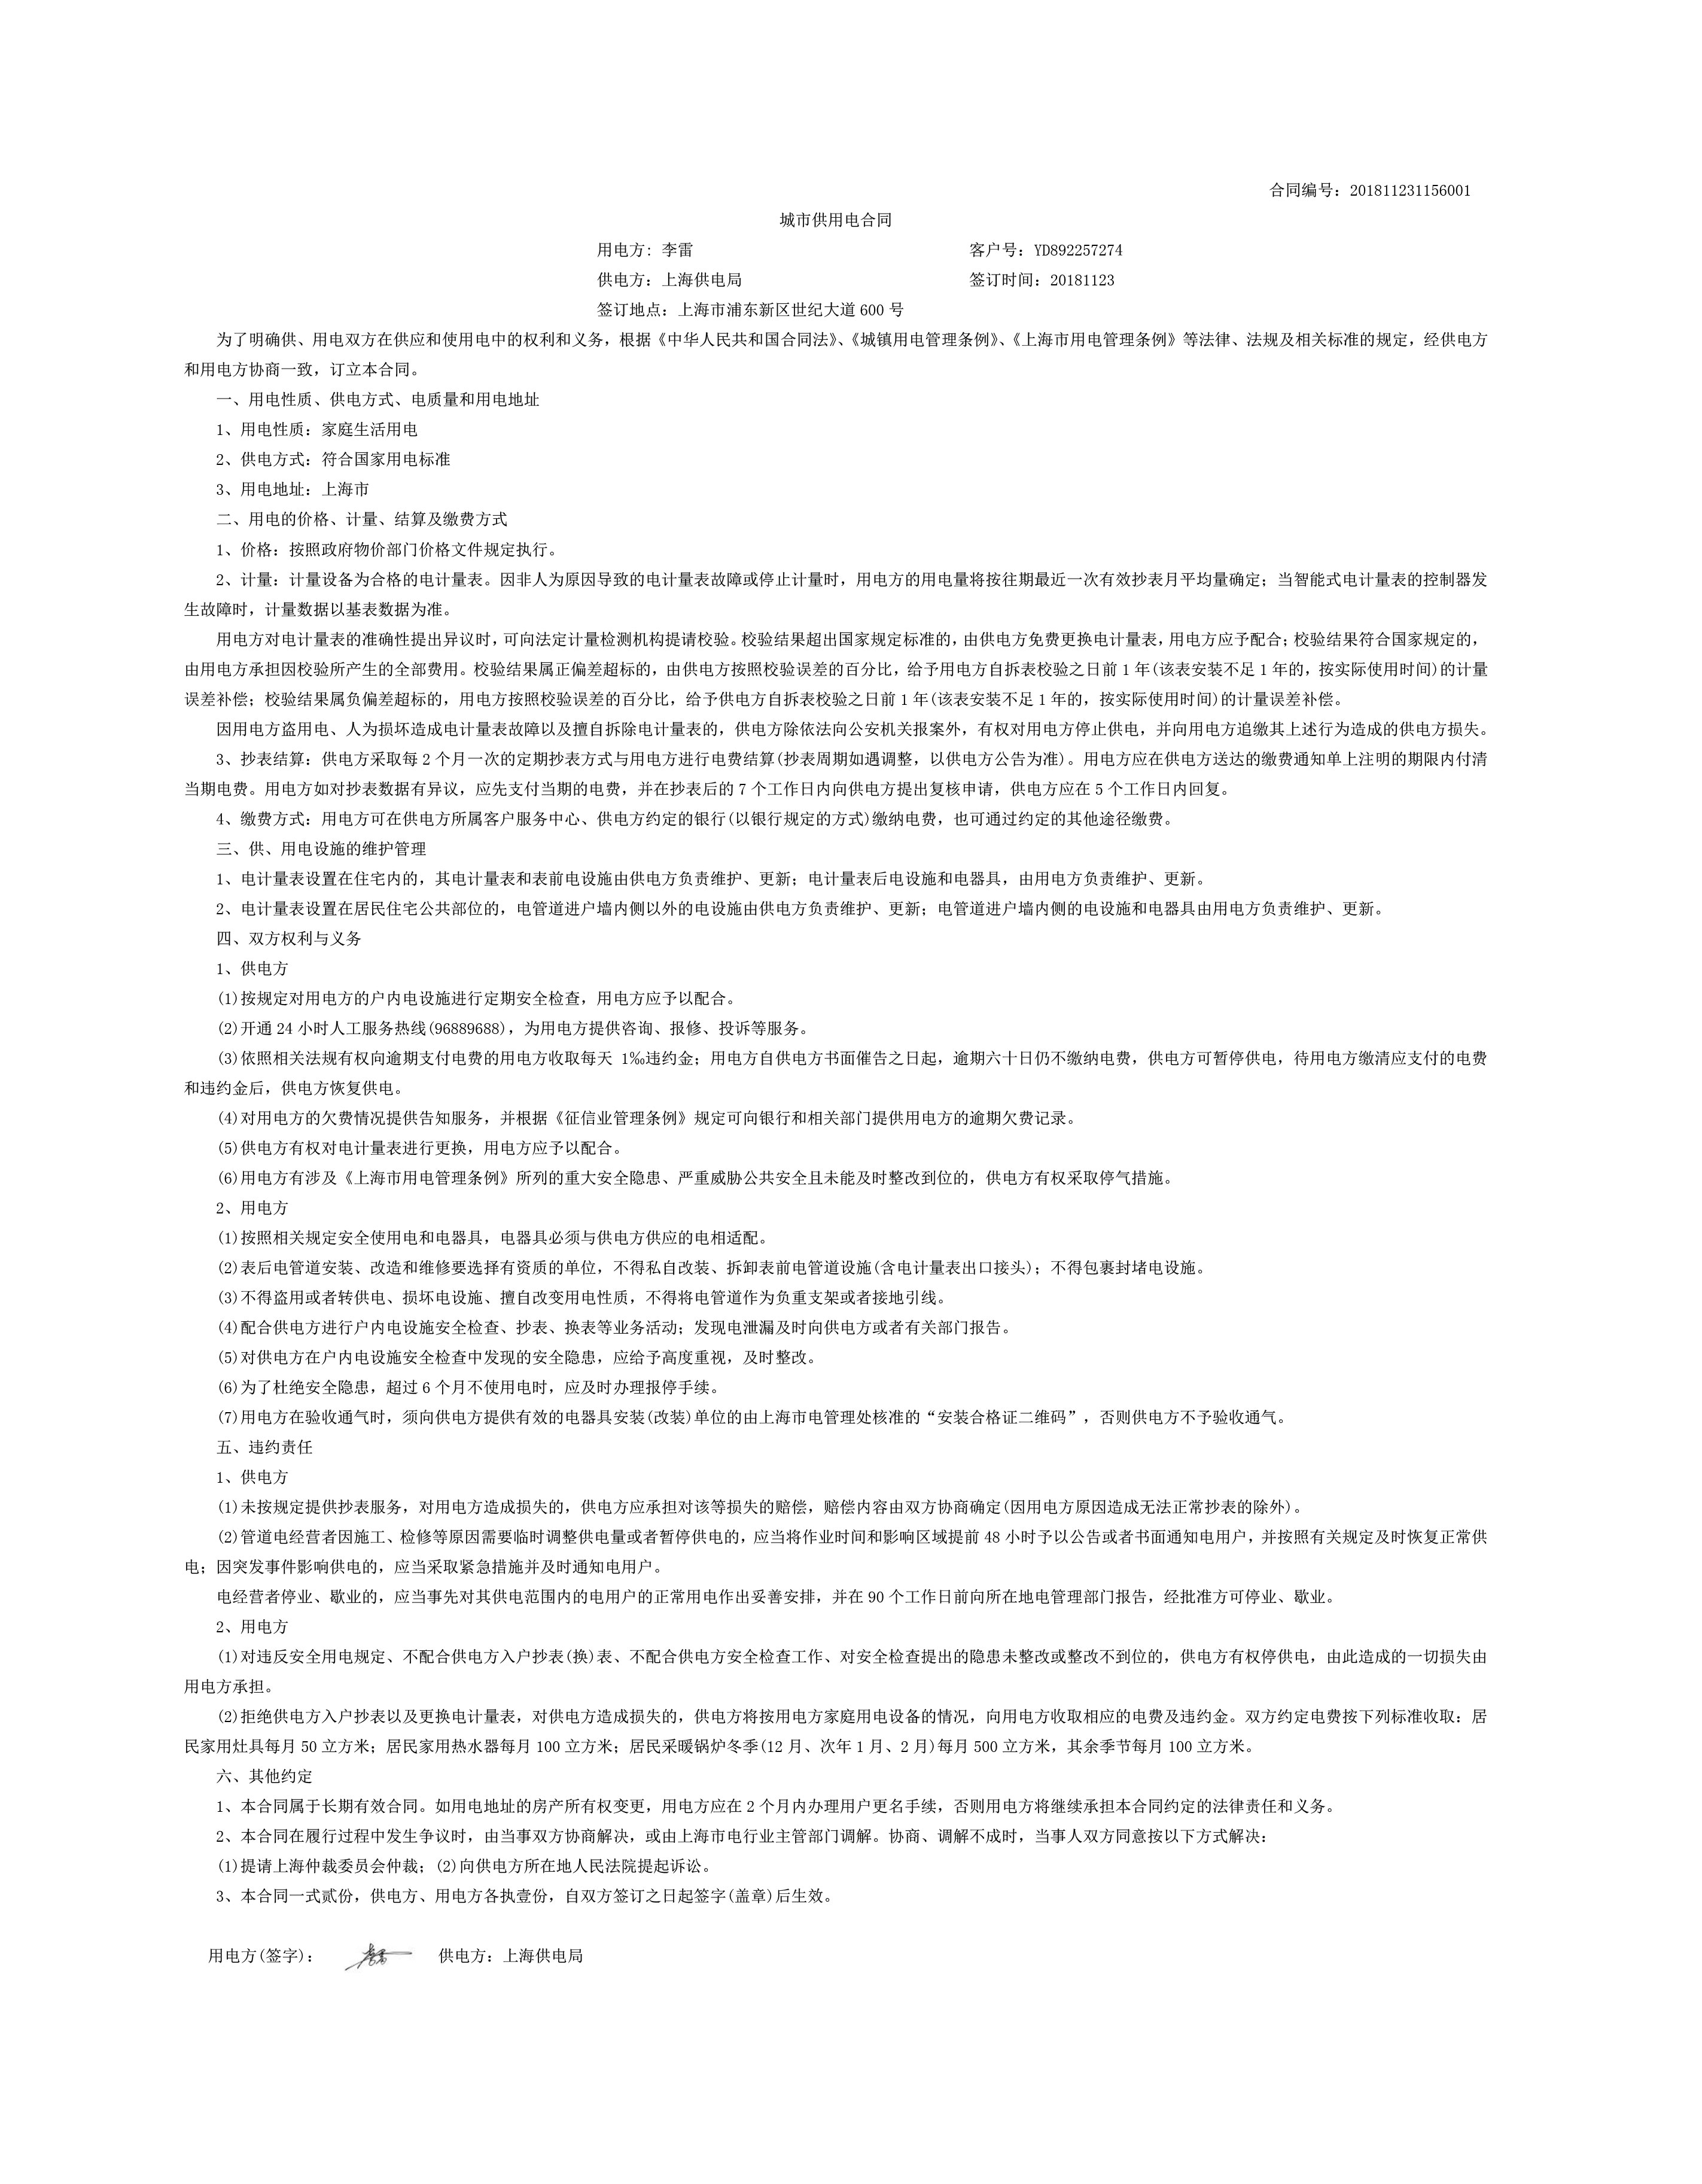 合同编号：201811231156001
城市供用电合同
用电方：李雷 客户号：YD892257274
供电方：上海供电局 签订时间：20181123
签订地点：上海市浦东新区世纪大道 600 号
为了明确供、用电双方在供应和使用电中的权利和义务，根据《中华人民共和国合同法》、《城镇用电管理条例》、《上海市用电管理条例》等法律、法规及相关标准的规定，经供电方
和用电方协商一致，订立本合同。
一、用电性质、供电方式、电质量和用电地址
1、用电性质：家庭生活用电
2、供电方式：符合国家用电标准
3、用电地址：上海市
二、用电的价格、计量、结算及缴费方式
1、价格：按照政府物价部门价格文件规定执行。
2、计量：计量设备为合格的电计量表。因非人为原因导致的电计量表故障或停止计量时，用电方的用电量将按往期最近一次有效抄表月平均量确定；当智能式电计量表的控制器发
生故障时，计量数据以基表数据为准。
用电方对电计量表的准确性提出异议时，可向法定计量检测机构提请校验。校验结果超出国家规定标准的，由供电方免费更换电计量表，用电方应予配合；校验结果符合国家规定的，
由用电方承担因校验所产生的全部费用。校验结果属正偏差超标的，由供电方按照校验误差的百分比，给予用电方自拆表校验之日前 1 年(该表安装不足 1 年的，按实际使用时间)的计量
误差补偿；校验结果属负偏差超标的，用电方按照校验误差的百分比，给予供电方自拆表校验之日前 1 年(该表安装不足 1 年的，按实际使用时间)的计量误差补偿。
因用电方盗用电、人为损坏造成电计量表故障以及擅自拆除电计量表的，供电方除依法向公安机关报案外，有权对用电方停止供电，并向用电方追缴其上述行为造成的供电方损失。
3、抄表结算：供电方采取每 2 个月一次的定期抄表方式与用电方进行电费结算(抄表周期如遇调整，以供电方公告为准)。用电方应在供电方送达的缴费通知单上注明的期限内付清
当期电费。用电方如对抄表数据有异议，应先支付当期的电费，并在抄表后的 7 个工作日内向供电方提出复核申请，供电方应在 5 个工作日内回复。
4、缴费方式：用电方可在供电方所属客户服务中心、供电方约定的银行(以银行规定的方式)缴纳电费，也可通过约定的其他途径缴费。
三、供、用电设施的维护管理
1、电计量表设置在住宅内的，其电计量表和表前电设施由供电方负责维护、更新；电计量表后电设施和电器具，由用电方负责维护、更新。
2、电计量表设置在居民住宅公共部位的，电管道进户墙内侧以外的电设施由供电方负责维护、更新；电管道进户墙内侧的电设施和电器具由用电方负责维护、更新。
四、双方权利与义务
1、供电方
(1)按规定对用电方的户内电设施进行定期安全检查，用电方应予以配合。
(2)开通 24 小时人工服务热线(96889688)，为用电方提供咨询、报修、投诉等服务。
(3)依照相关法规有权向逾期支付电费的用电方收取每天 1‰违约金；用电方自供电方书面催告之日起，逾期六十日仍不缴纳电费，供电方可暂停供电，待用电方缴清应支付的电费
和违约金后，供电方恢复供电。
(4)对用电方的欠费情况提供告知服务，并根据《征信业管理条例》规定可向银行和相关部门提供用电方的逾期欠费记录。
(5)供电方有权对电计量表进行更换，用电方应予以配合。
(6)用电方有涉及《上海市用电管理条例》所列的重大安全隐患、严重威胁公共安全且未能及时整改到位的，供电方有权采取停气措施。
2、用电方
(1)按照相关规定安全使用电和电器具，电器具必须与供电方供应的电相适配。
(2)表后电管道安装、改造和维修要选择有资质的单位，不得私自改装、拆卸表前电管道设施(含电计量表出口接头)；不得包裹封堵电设施。
(3)不得盗用或者转供电、损坏电设施、擅自改变用电性质，不得将电管道作为负重支架或者接地引线。
(4)配合供电方进行户内电设施安全检查、抄表、换表等业务活动；发现电泄漏及时向供电方或者有关部门报告。
(5)对供电方在户内电设施安全检查中发现的安全隐患，应给予高度重视，及时整改。
(6)为了杜绝安全隐患，超过 6 个月不使用电时，应及时办理报停手续。
(7)用电方在验收通气时，须向供电方提供有效的电器具安装(改装)单位的由上海市电管理处核准的“安装合格证二维码”，否则供电方不予验收通气。
五、违约责任
1、供电方
(1)未按规定提供抄表服务，对用电方造成损失的，供电方应承担对该等损失的赔偿，赔偿内容由双方协商确定(因用电方原因造成无法正常抄表的除外)。
(2)管道电经营者因施工、检修等原因需要临时调整供电量或者暂停供电的，应当将作业时间和影响区域提前 48 小时予以公告或者书面通知电用户，并按照有关规定及时恢复正常供
电；因突发事件影响供电的，应当采取紧急措施并及时通知电用户。
电经营者停业、歇业的，应当事先对其供电范围内的电用户的正常用电作出妥善安排，并在 90 个工作日前向所在地电管理部门报告，经批准方可停业、歇业。
2、用电方
(1)对违反安全用电规定、不配合供电方入户抄表(换)表、不配合供电方安全检查工作、对安全检查提出的隐患未整改或整改不到位的，供电方有权停供电，由此造成的一切损失由
用电方承担。
(2)拒绝供电方入户抄表以及更换电计量表，对供电方造成损失的，供电方将按用电方家庭用电设备的情况，向用电方收取相应的电费及违约金。双方约定电费按下列标准收取：居
民家用灶具每月 50 立方米；居民家用热水器每月 100 立方米；居民采暖锅炉冬季(12 月、次年 1 月、2 月)每月 500 立方米，其余季节每月 100 立方米。
六、其他约定
1、本合同属于长期有效合同。如用电地址的房产所有权变更，用电方应在 2 个月内办理用户更名手续，否则用电方将继续承担本合同约定的法律责任和义务。
2、本合同在履行过程中发生争议时，由当事双方协商解决，或由上海市电行业主管部门调解。协商、调解不成时，当事人双方同意按以下方式解决：
(1)提请上海仲裁委员会仲裁；(2)向供电方所在地人民法院提起诉讼。
3、本合同一式贰份，供电方、用电方各执壹份，自双方签订之日起签字(盖章)后生效。
用电方(签字)： 李雷 供电方：上海供电局